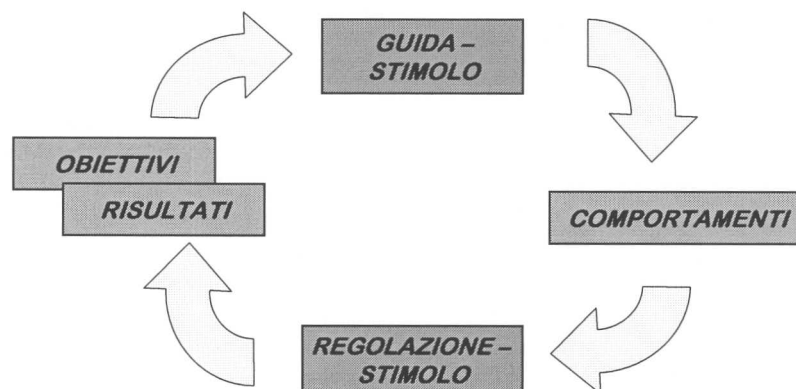 GUIDA –
STIMOLO
OBIETTIVI
RISULTATI
COMPORTAMENTI
REGOLAZIONE –
STIMOLO